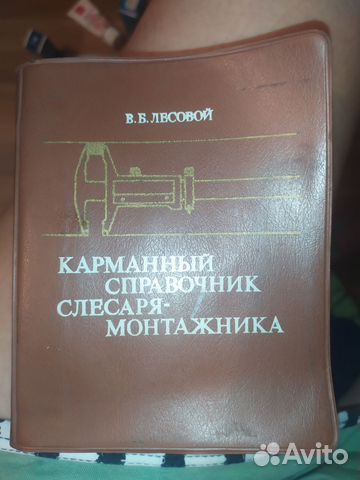 В. Б. ЛЕСОВОЙ
КАРМАННЫЙ
СПРАВОЧНИК
СЛЕСАРЯ-
МОНТАЖНИКА
Avito